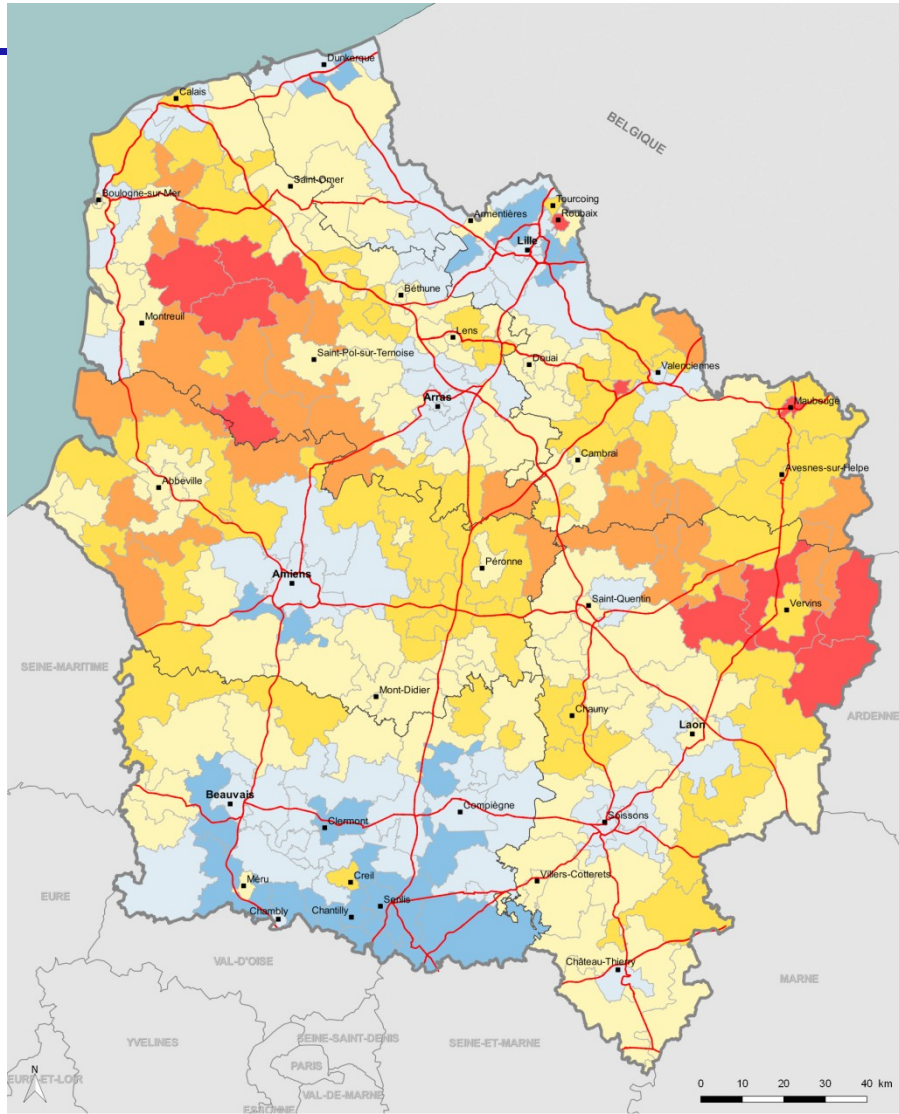 Dunkerque
Calais
BELGIQUE
Saint-Omer
Boulogne-sur-Mer
Tourcoing
Roubaix
Armentières
Lille
Béthune
Montreuil
Lens
Saint-Pol-sur-Ternoise
Douai
Valenciennes
Arras
Maubeuge
Cambrai
Avesnes-sur-Helpe
Abbeville
Péronne
Amiens
Saint-Quentin
Vervins
SEINE-MARITIME
Mont-Didier
Chauny
ARDENNE
Laon
Beauvais
Compiègne
Clermont
Soissons
Creil
Villers-Cotterets
Méru
EURE
Senlis
Chambly
Chantilly
VAL-D'OISE
Château-Thierry
MARNE
YVELINES
SEINE-SAINT-DENIS
SEINE-ET-MARNE
PARIS
N
EURE-ET-LOIR
VAL-DE-MARNE
0 10 20 30 40 km
ESSONNE